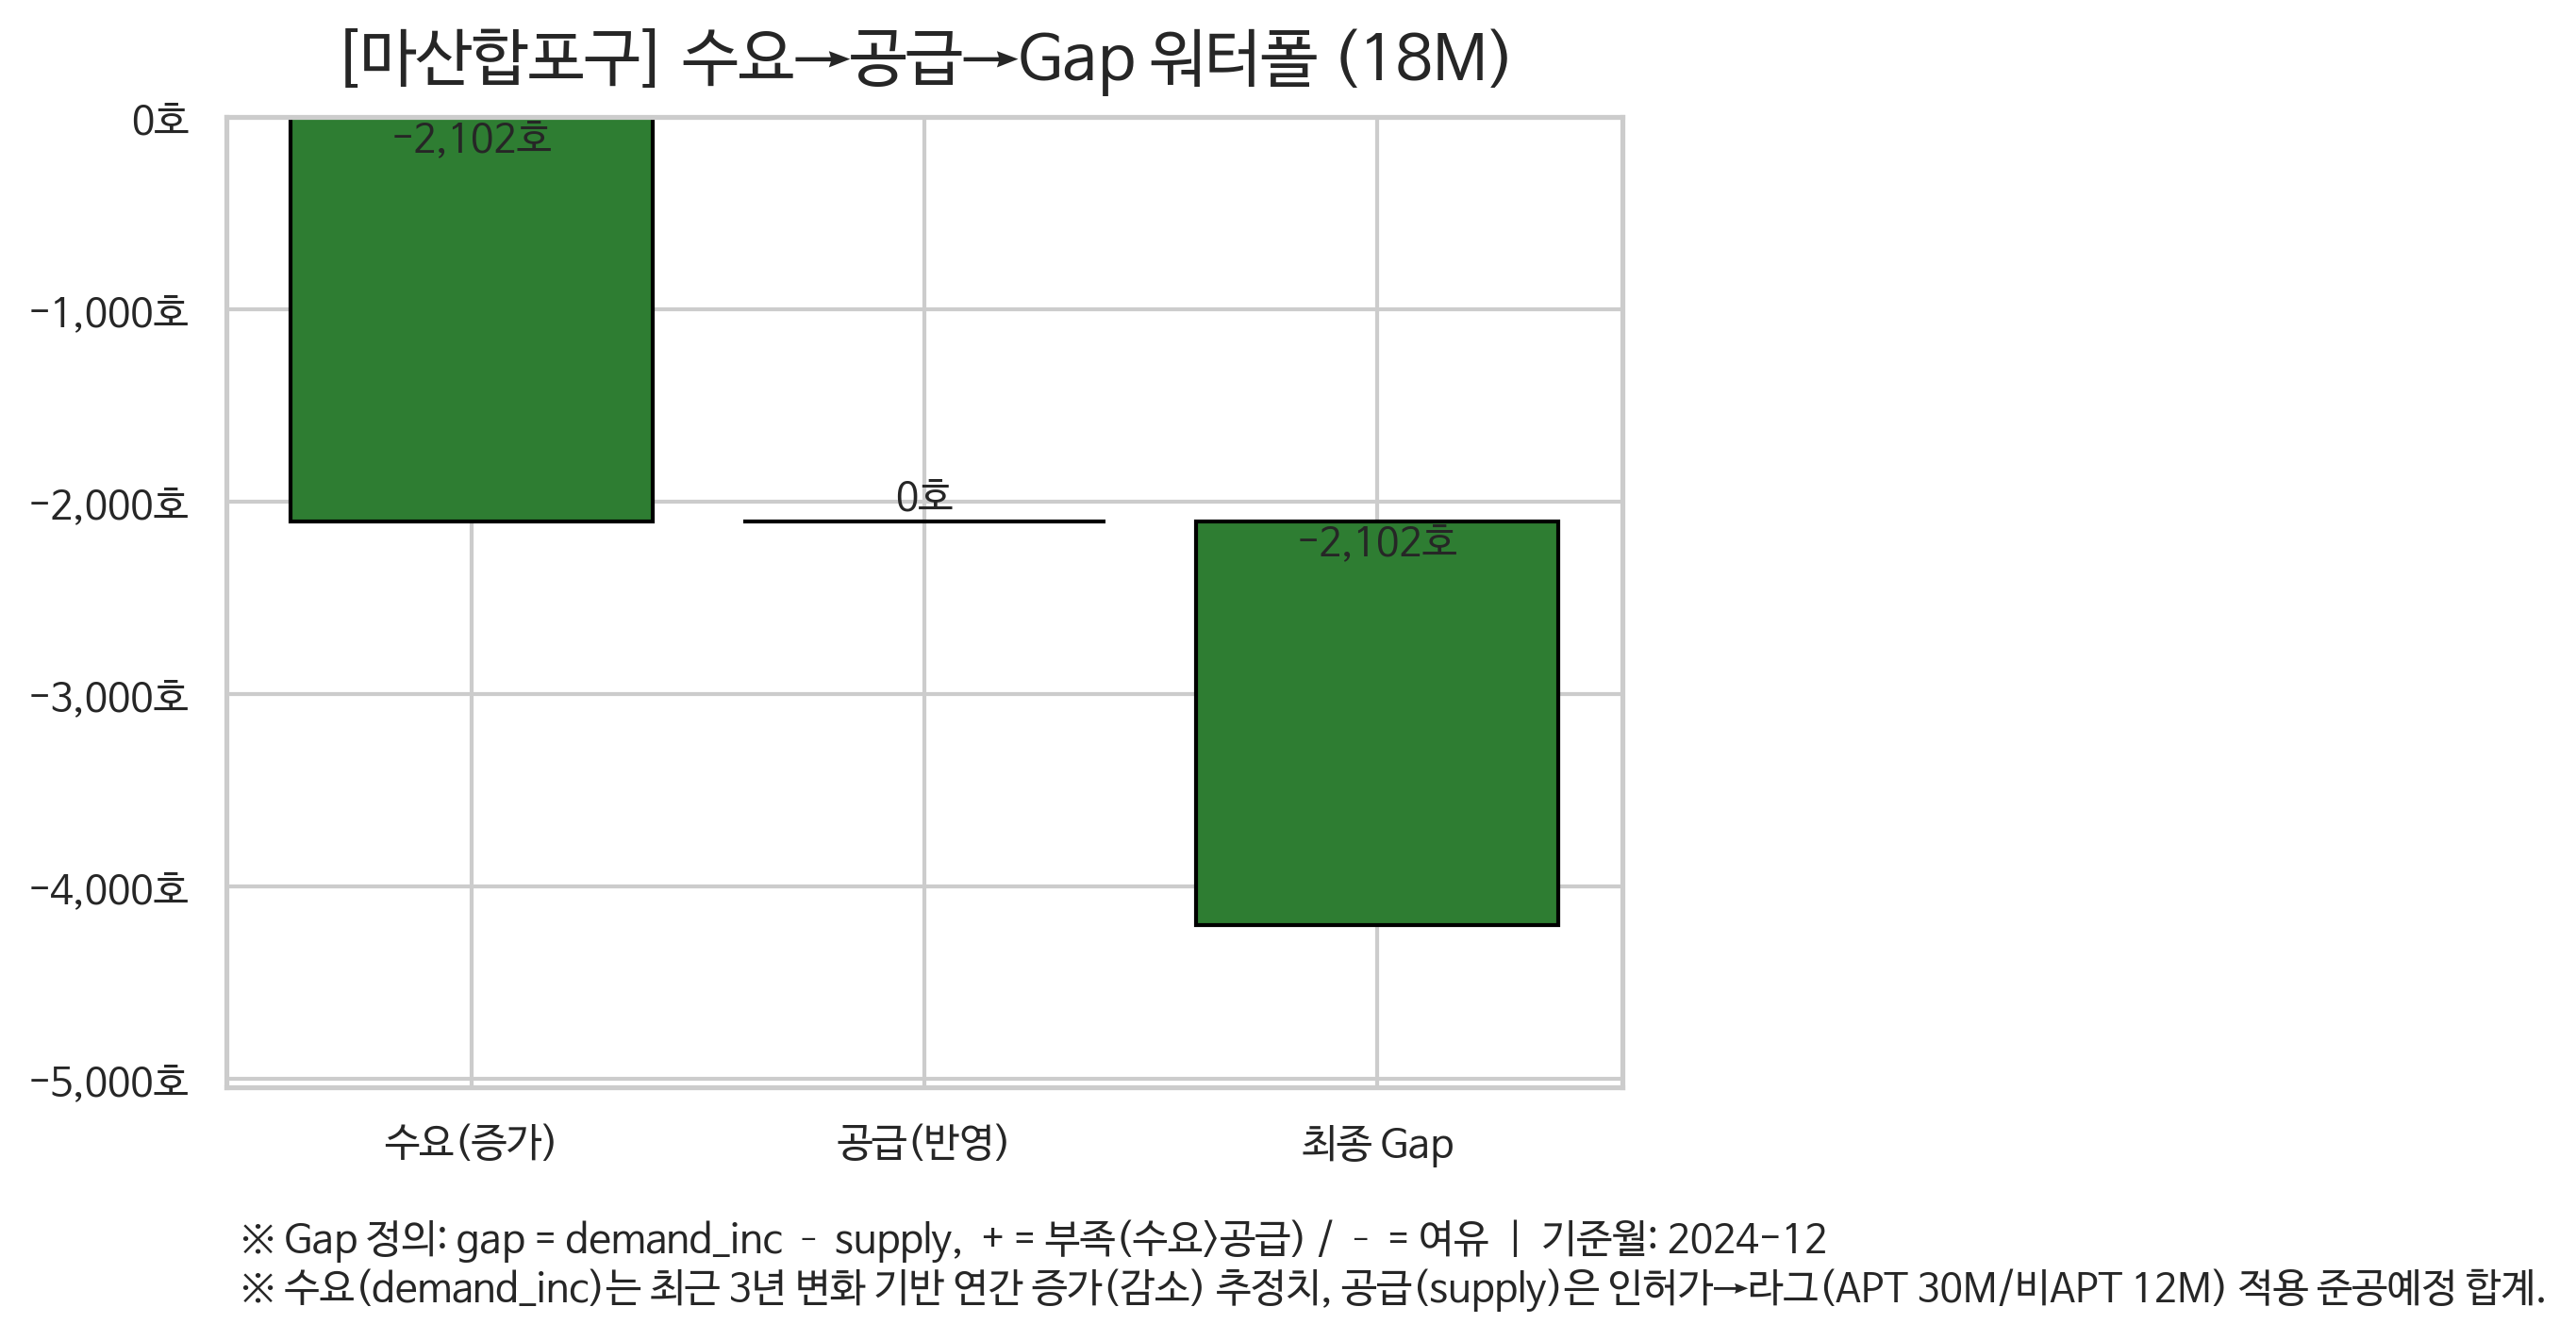 [마산합포구] 수요→공급→Gap 워터폴 (18M)
0호
-1,000호
-2,000호
-3,000호
-4,000호
-5,000호
-2,102호
0호
-2,102호
수요(증가)
공급(반영)
최종 Gap
※ Gap 정의: gap = demand_inc - supply, + = 부족(수요>공급) / - = 여유 | 기준월: 2024-12
※ 수요(demand_inc)는 최근 3년 변화 기반 연간 증가(감소) 추정치, 공급(supply)은 인허가→라그(APT 30M/비APT 12M) 적용 준공예정 합계.